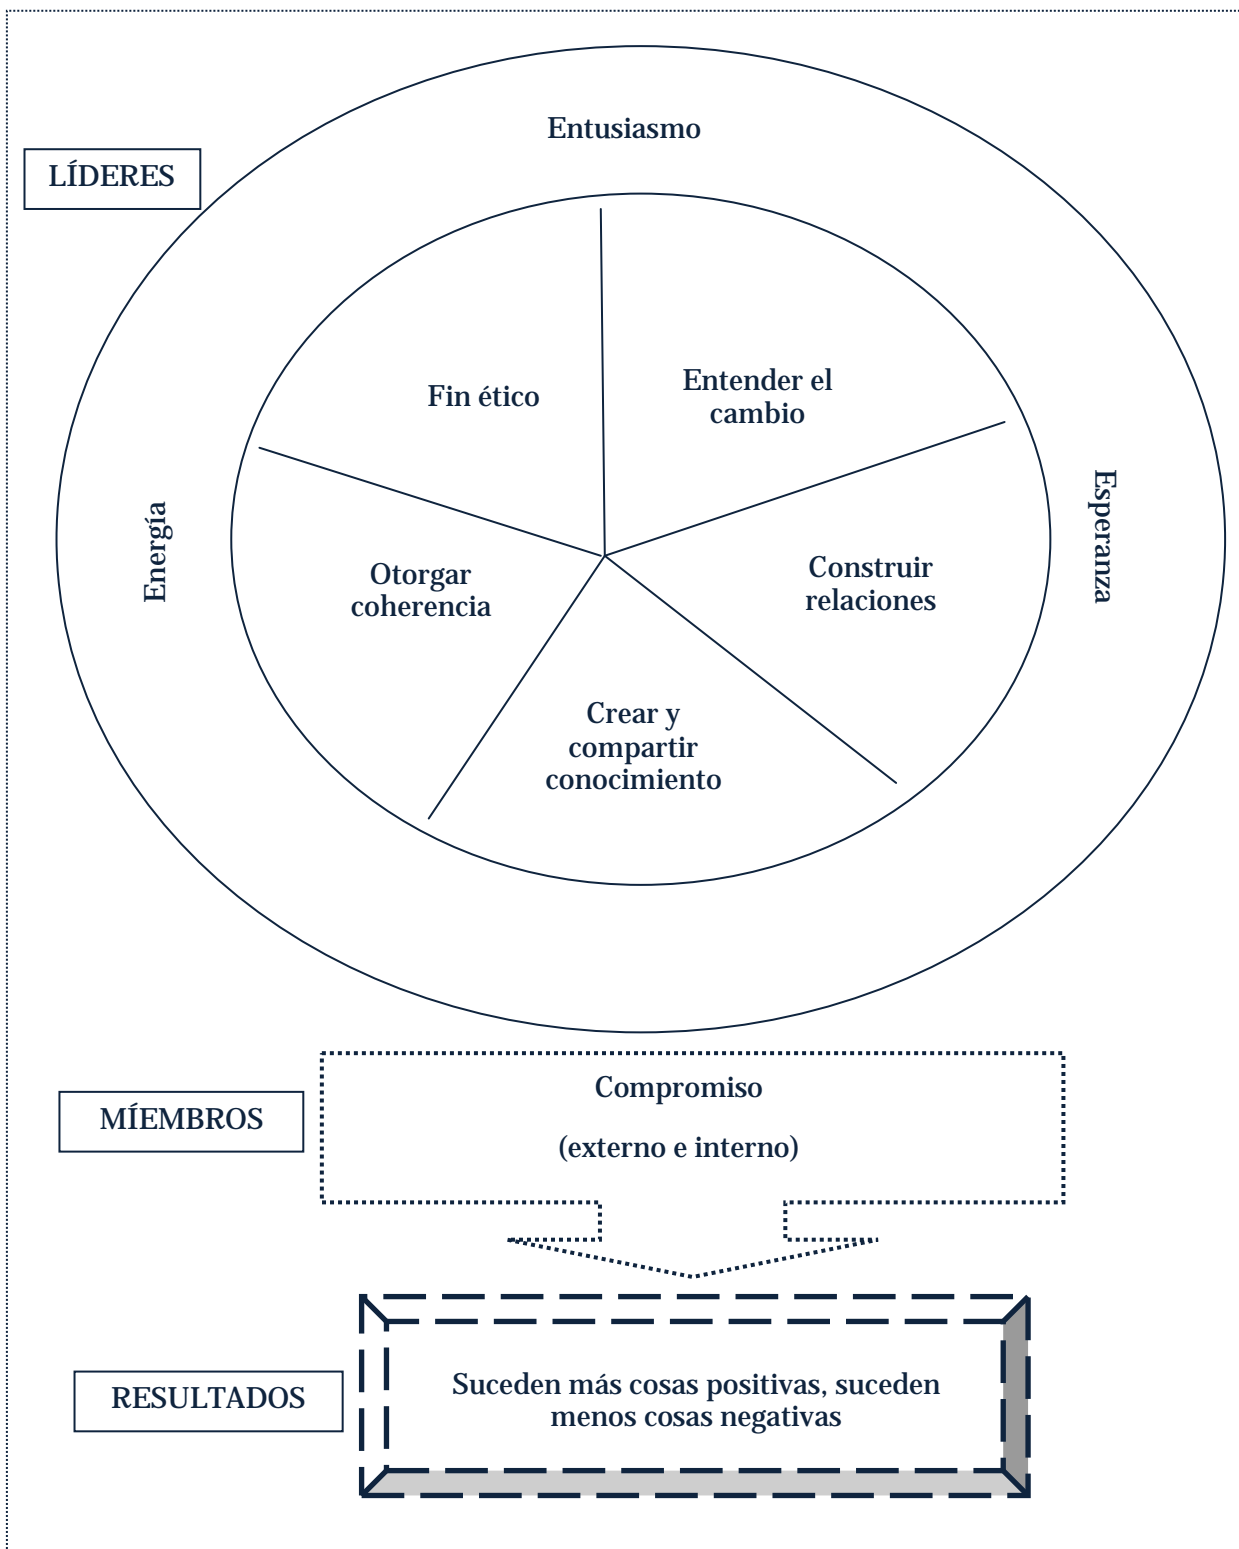 Entusiasmo
LÍDERES
Fin ético
Entender el
cambio
Energía
Esperanza
Otorgar
coherencia
Construir
relaciones
Crear y
compartir
conocimiento
MÍEMBROS
Compromiso
(externo e interno)
RESULTADOS
Suceden más cosas positivas, suceden
menos cosas negativas